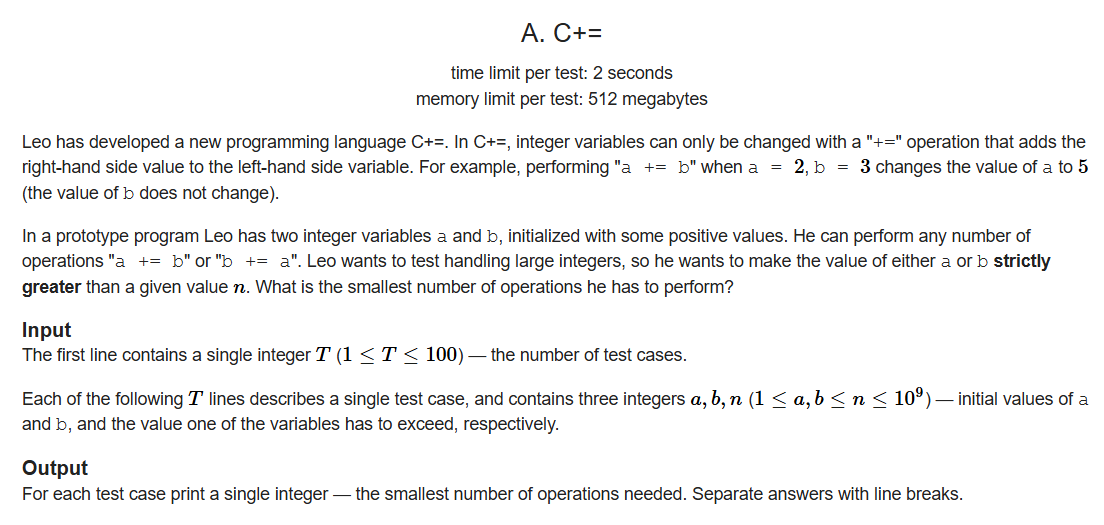 A. C+=
time limit per test: 2 seconds
memory limit per test: 512 megabytes
Leo has developed a new programming language C+=. In C+=, integer variables can only be changed with a "+=" operation that adds the
right-hand side value to the left-hand side variable. For example, performing "a += b" when a = 2, b = 3 changes the value of a to 5
(the value of b does not change).
In a prototype program Leo has two integer variables a and b, initialized with some positive values. He can perform any number of
operations "a += b" or "b += a". Leo wants to test handling large integers, so he wants to make the value of either a or b strictly
greater than a given value n. What is the smallest number of operations he has to perform?
Input
The first line contains a single integer T (1 ≤ T ≤ 100) — the number of test cases.
Each of the following T lines describes a single test case, and contains three integers a, b, n (1 ≤ a, b ≤ n ≤ 10⁹) — initial values of a
and b, and the value one of the variables has to exceed, respectively.
Output
For each test case print a single integer — the smallest number of operations needed. Separate answers with line breaks.